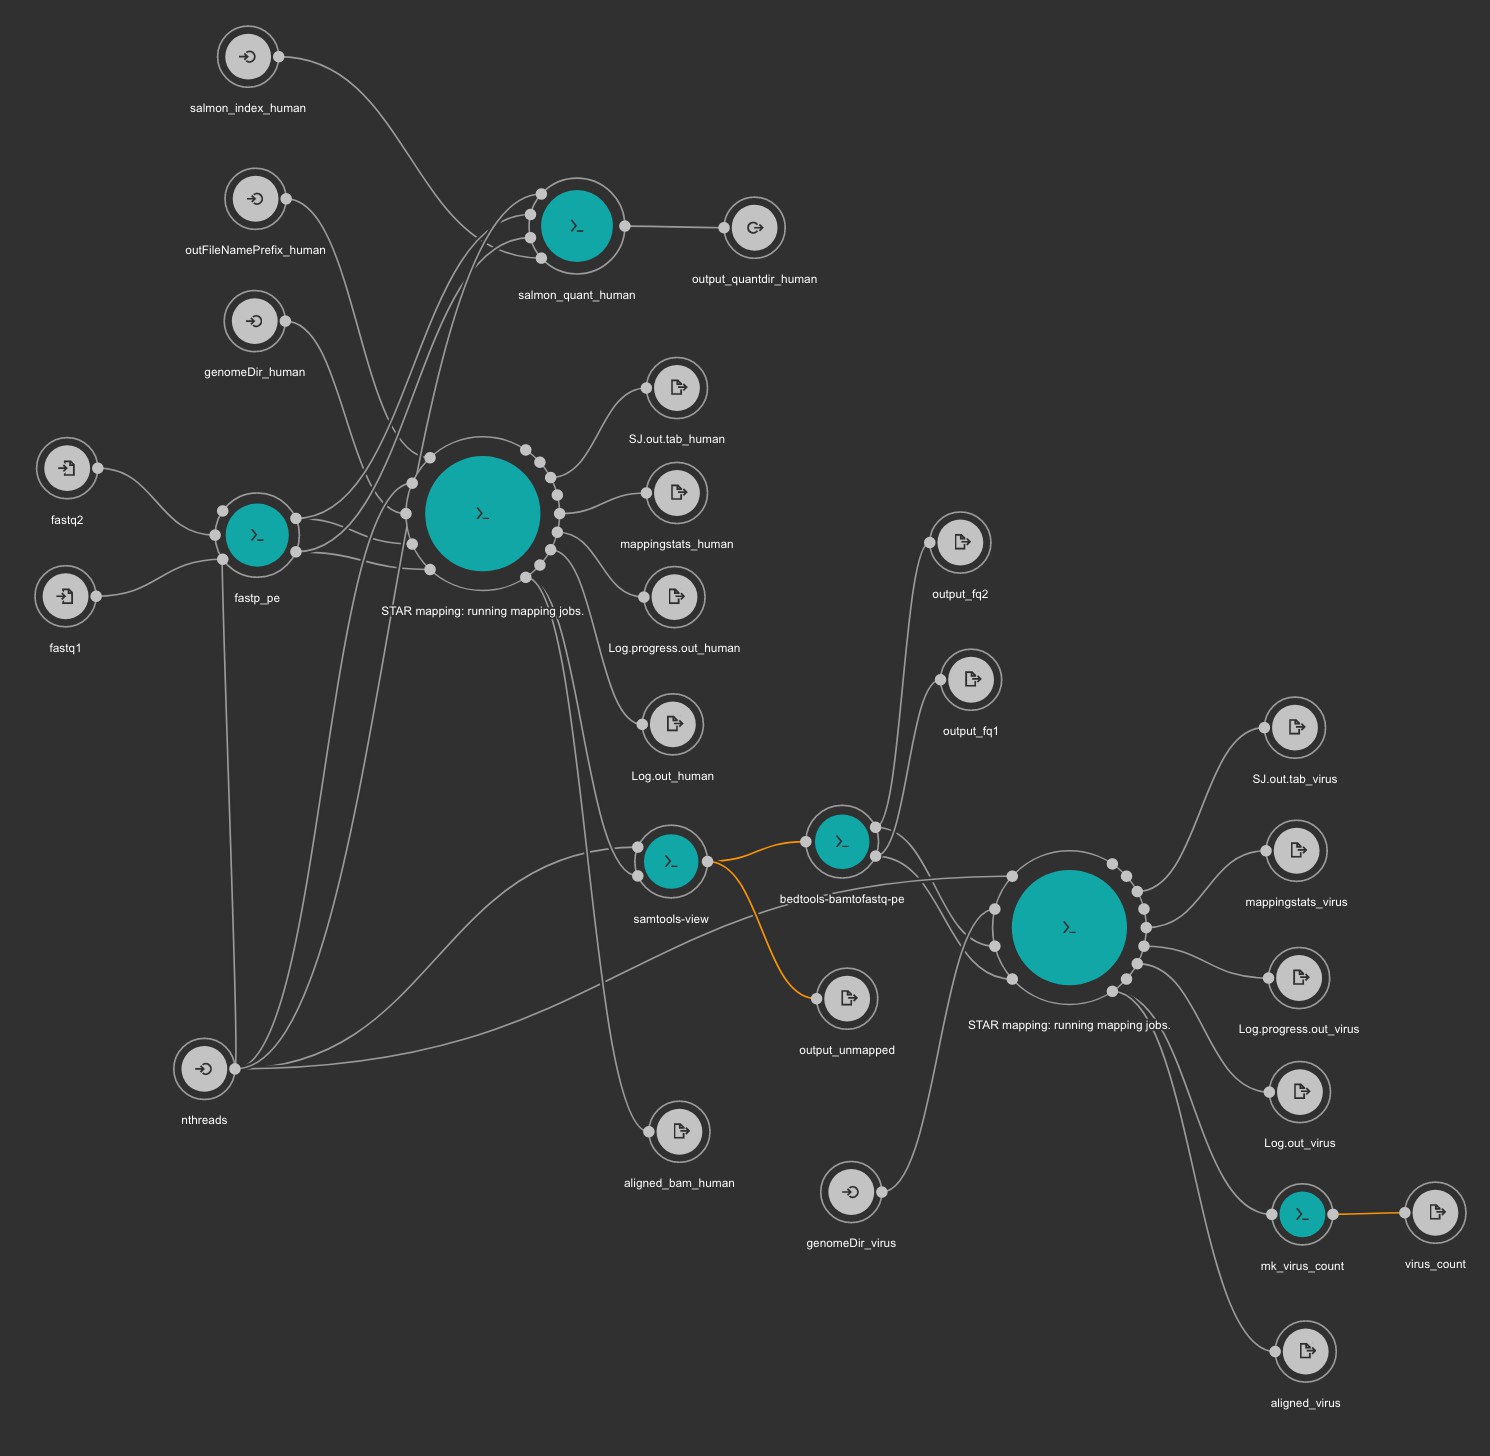 salmon_index_human
outFileNamePrefix_human
output_quantdir_human
salmon_quant_human
genomeDir_human
SJ.out.tab_human
fastq2
mappingstats_human
output_fq2
fastp_pe
STAR mapping: running mapping jobs.
fastq1
Log.progress.out_human
output_fq1
Log.out_human
SJ.out.tab_virus
bedtools-bamtofastq-pe
mappingstats_virus
samtools-view
STAR mapping: running mapping jobs.
Log.progress.out_virus
output_unmapped
nthreads
Log.out_virus
aligned_bam_human
genomeDir_virus
mk_virus_count
virus_count
aligned_virus